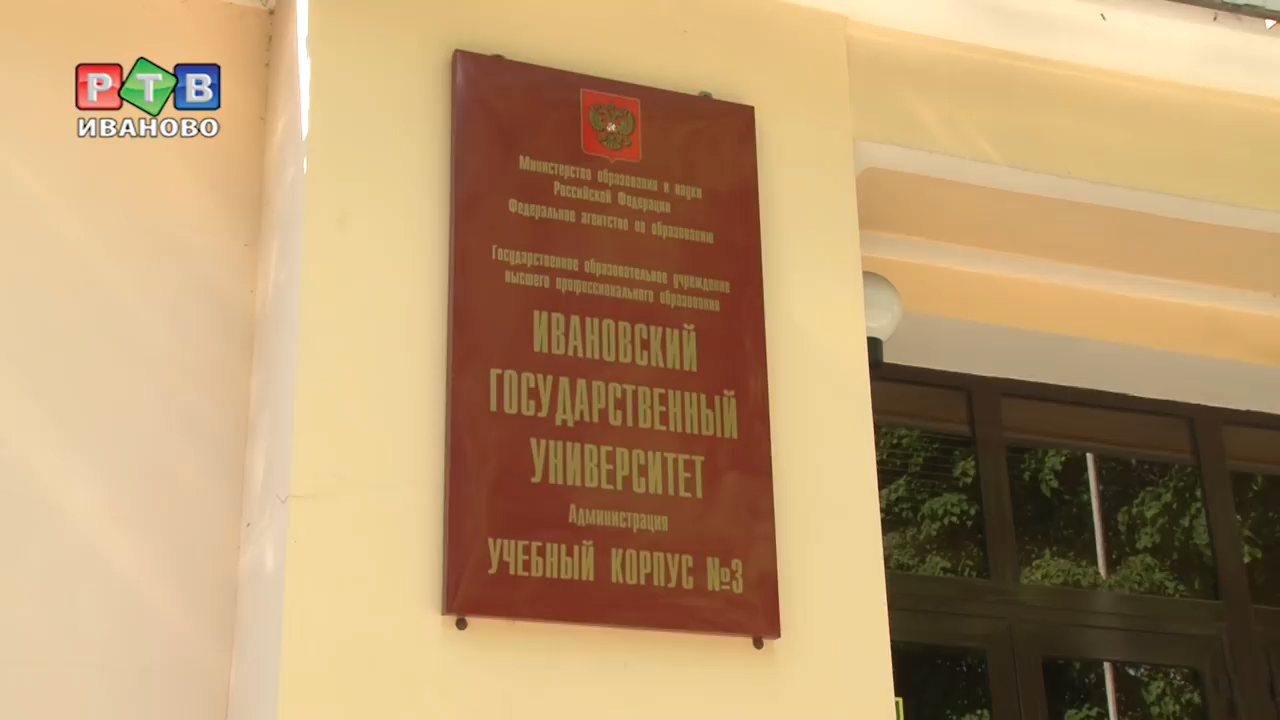 РТВ
ИВАНОВО
Министерство образования и науки
Российской Федерации
Федеральное агентство по образованию
Государственное образовательное учреждение
высшего профессионального образования
ИВАНОВСКИЙ
ГОСУДАРСТВЕННЫЙ
УНИВЕРСИТЕТ
Администрация
УЧЕБНЫЙ КОРПУС №3